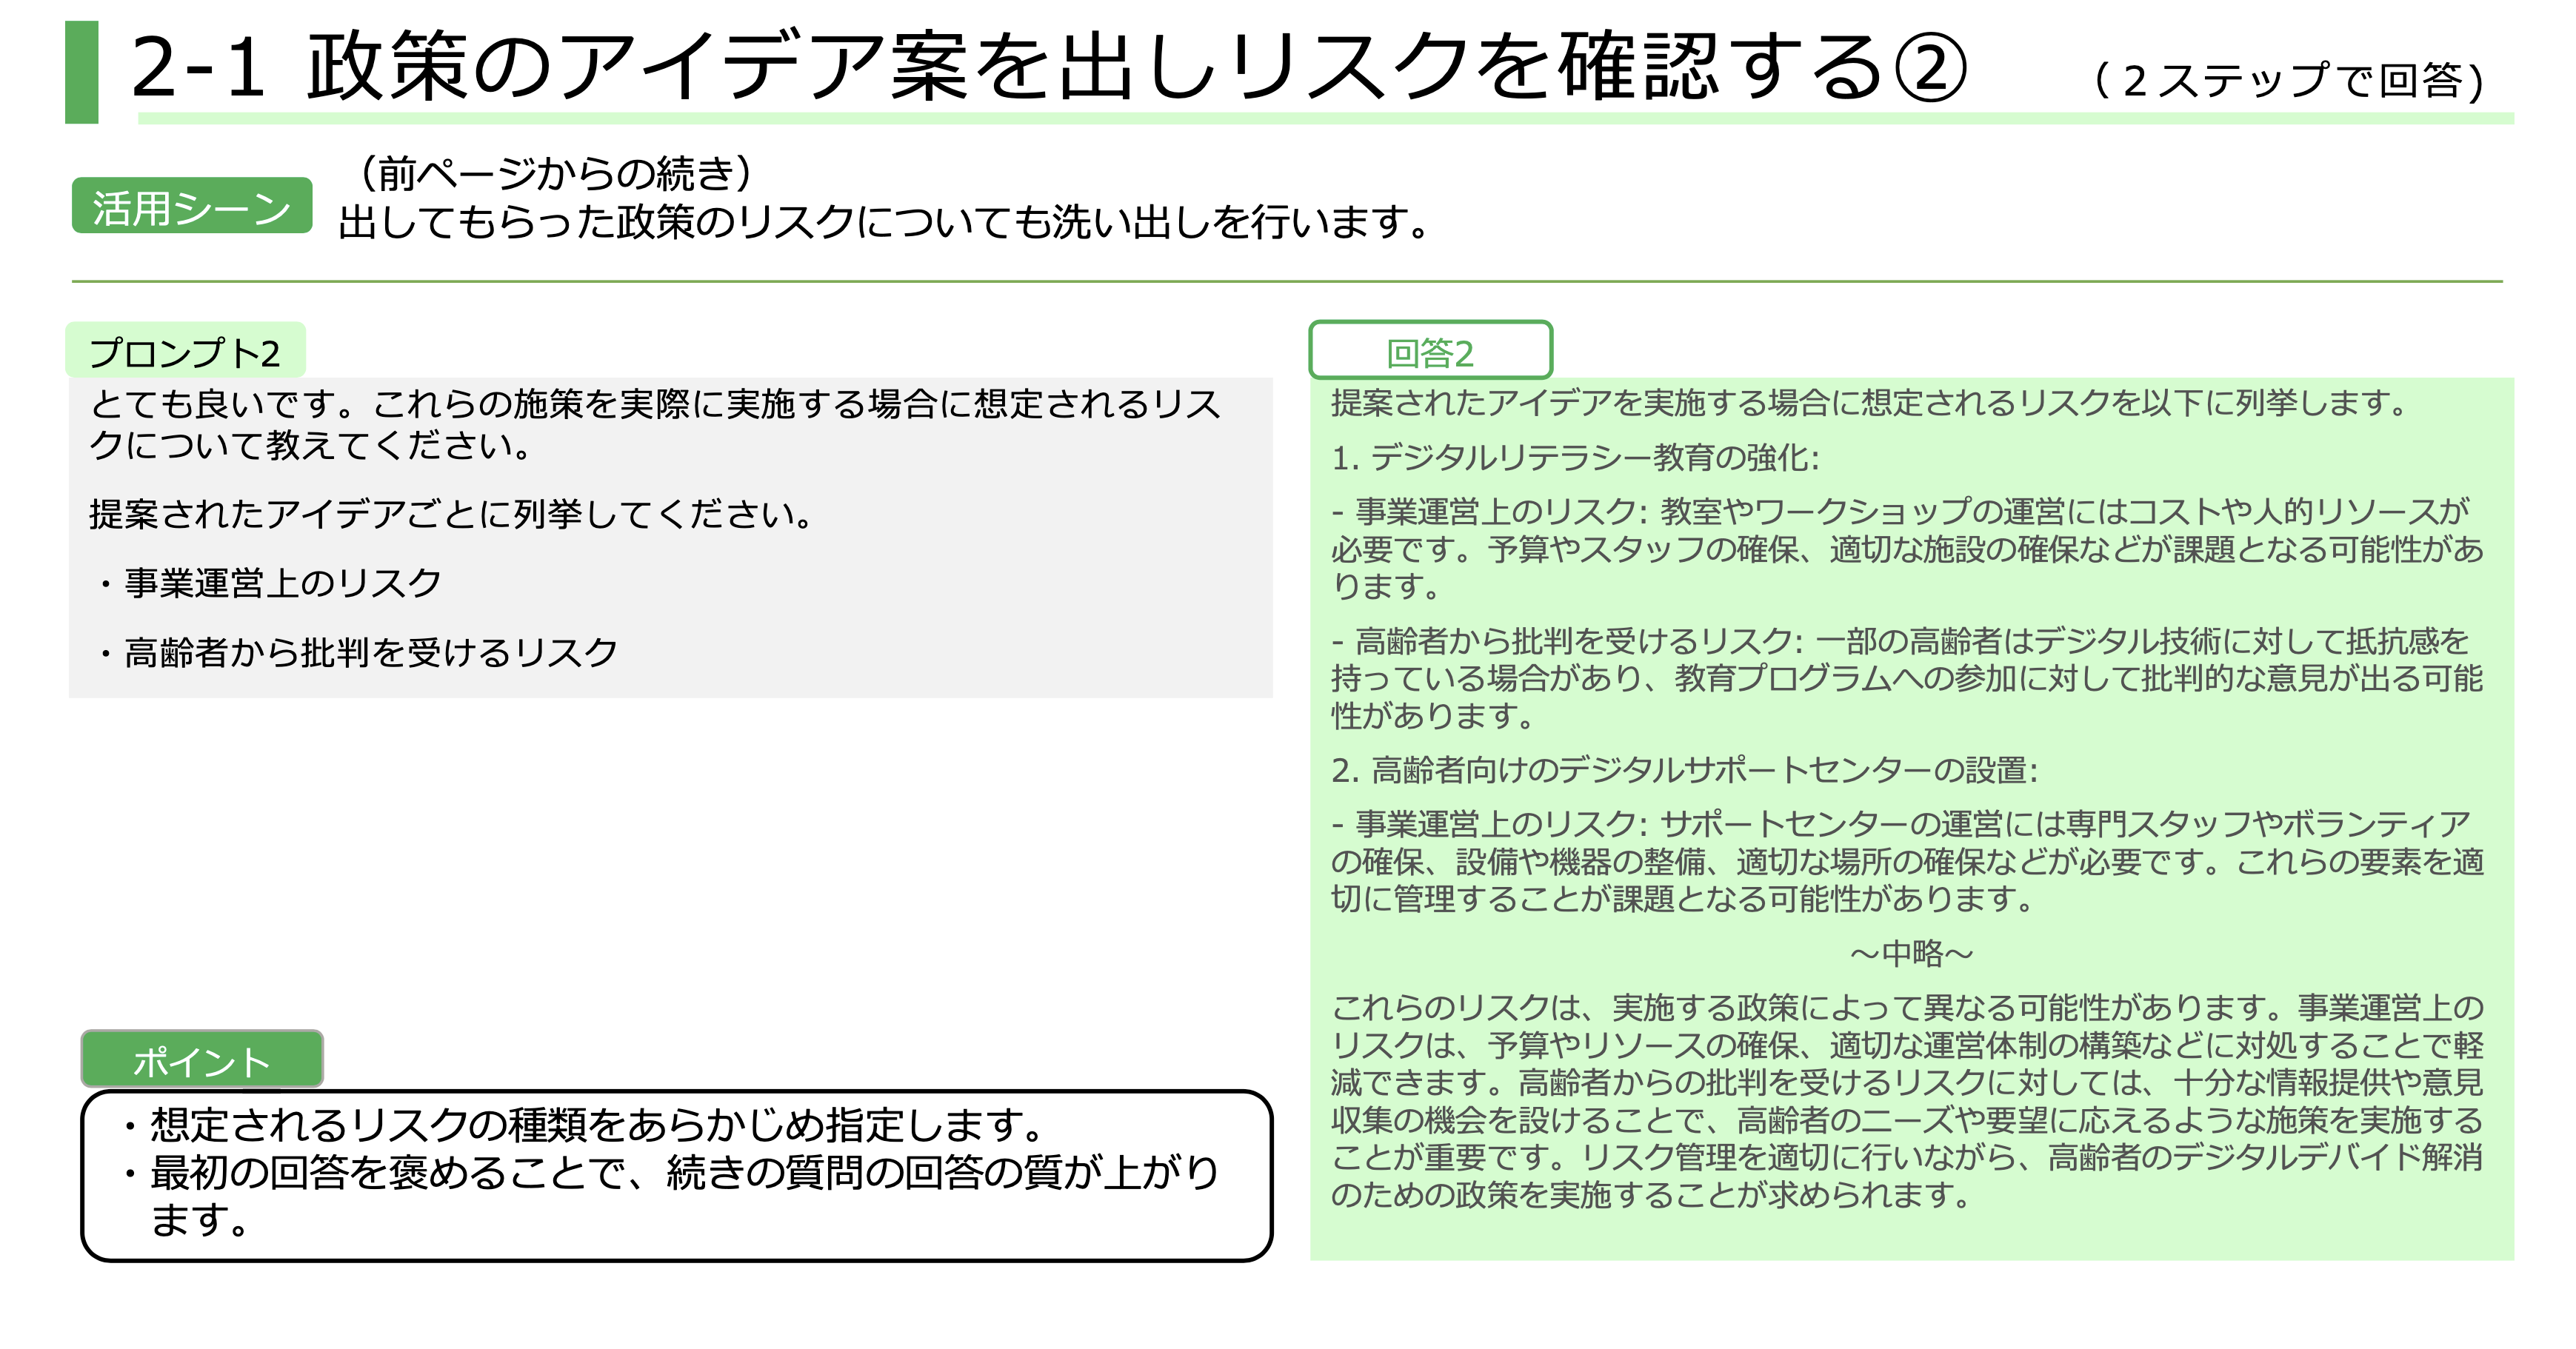 2-1 政策のアイデア案を出しリスクを確認する② (２ステップで回答)
活用シーン
（前ページからの続き）
出してもらった政策のリスクについても洗い出しを行います。
プロンプト2
とても良いです。これらの施策を実際に実施する場合に想定されるリス
クについて教えてください。
提案されたアイデアごとに列挙してください。
・事業運営上のリスク
・高齢者から批判を受けるリスク
ポイント
・想定されるリスクの種類をあらかじめ指定します。
・最初の回答を褒めることで、続きの質問の回答の質が上がり
ます。
回答2
提案されたアイデアを実施する場合に想定されるリスクを以下に列挙します。
1. デジタルリテラシー教育の強化:
- 事業運営上のリスク: 教室やワークショップの運営にはコストや人的リソースが
必要です。予算やスタッフの確保、適切な施設の確保などが課題となる可能性があ
ります。
- 高齢者から批判を受けるリスク: 一部の高齢者はデジタル技術に対して抵抗感を
持っている場合があり、教育プログラムへの参加に対して批判的な意見が出る可能
性があります。
2. 高齢者向けのデジタルサポートセンターの設置:
- 事業運営上のリスク: サポートセンターの運営には専門スタッフやボランティア
の確保、設備や機器の整備、適切な場所の確保などが必要です。これらの要素を適
切に管理することが課題となる可能性があります。
～中略～
これらのリスクは、実施する政策によって異なる可能性があります。事業運営上の
リスクは、予算やリソースの確保、適切な運営体制の構築などに対処することで軽
減できます。高齢者からの批判を受けるリスクに対しては、十分な情報提供や意見
収集の機会を設けることで、高齢者のニーズや要望に応えるような施策を実施する
ことが重要です。リスク管理を適切に行いながら、高齢者のデジタルデバイド解消
のための政策を実施することが求められます。